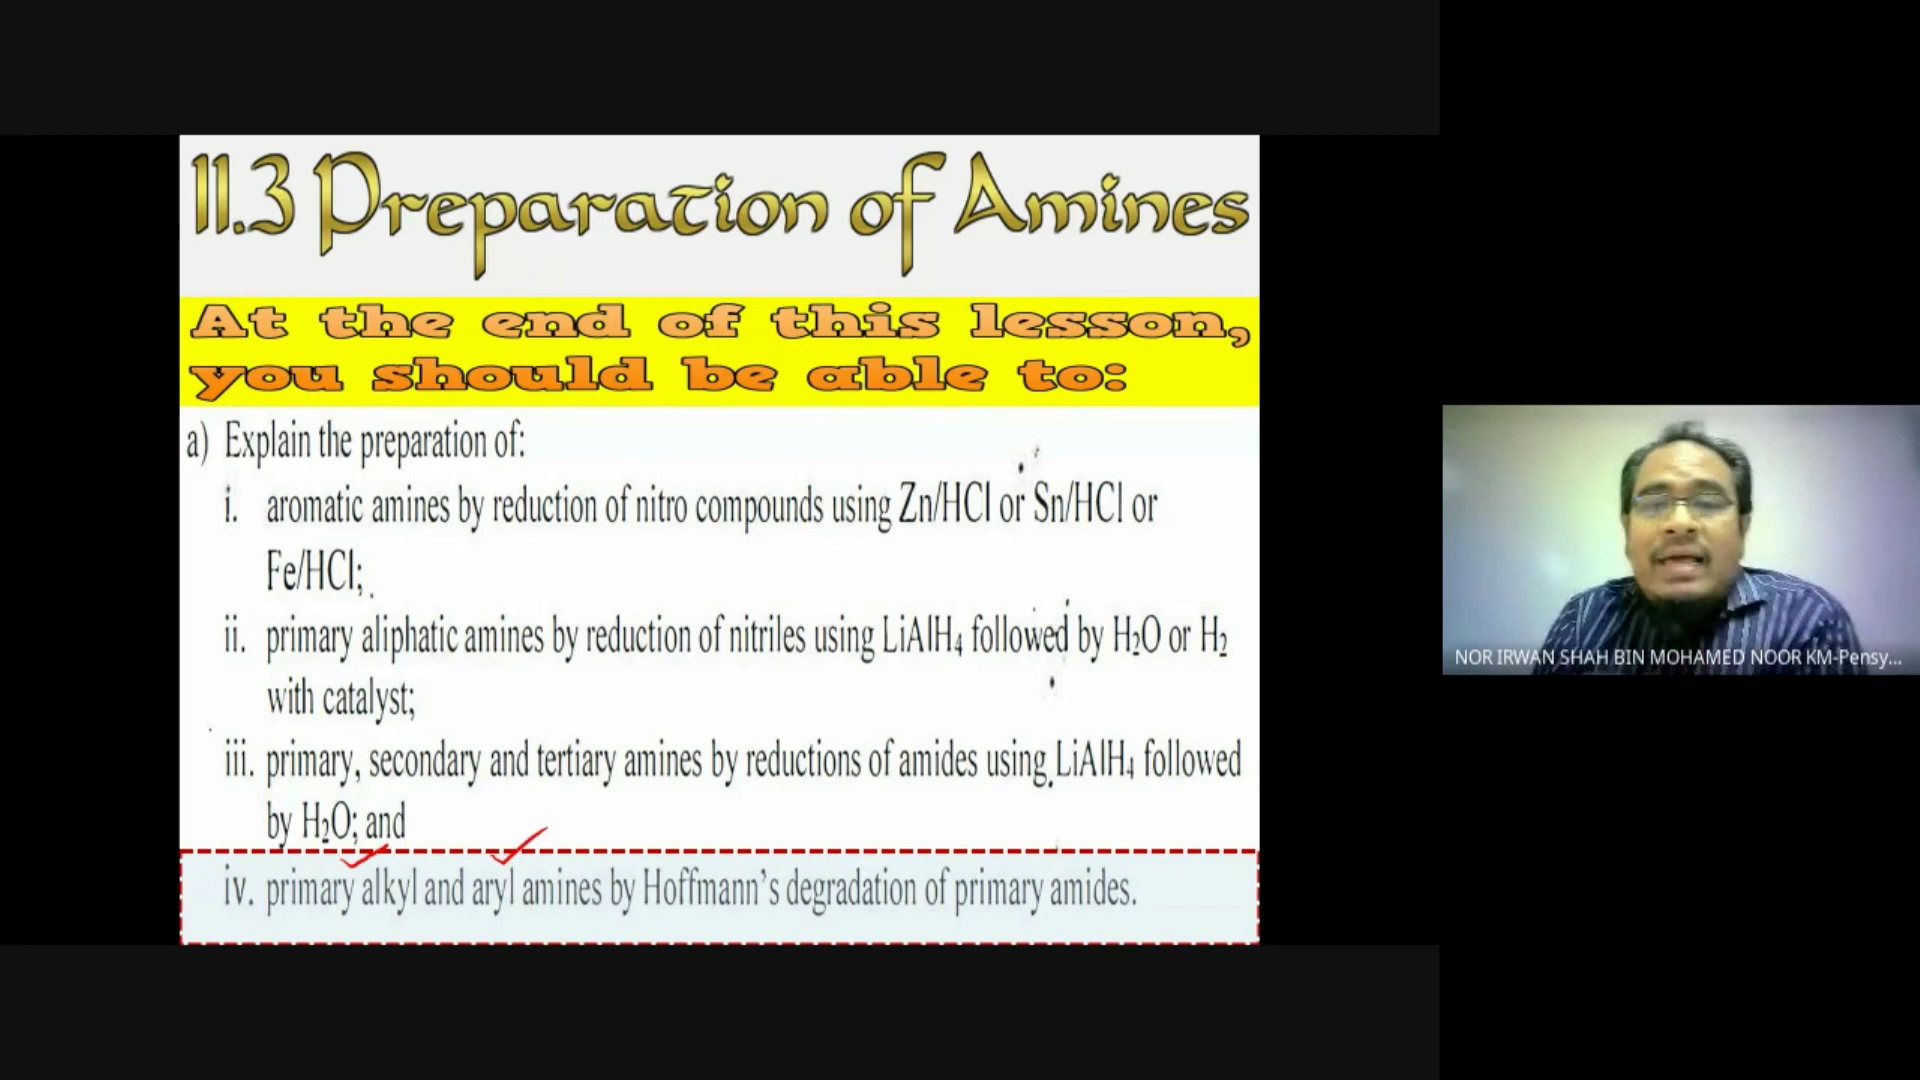 11.3 Preparation of Amines
At the end of this lesson,
you should be able to:
a) Explain the preparation of:
i. aromatic amines by reduction of nitro compounds using Zn/HCl or Sn/HCl or
Fe/HCl;
ii. primary aliphatic amines by reduction of nitriles using LiAlH₄ followed by H₂O or H₂
with catalyst;
iii. primary, secondary and tertiary amines by reductions of amides using LiAlH₄ followed
by H₂O; and
iv. primary alkyl and aryl amines by Hoffmann’s degradation of primary amides.
NOR IRWAN SHAH BIN MOHAMED NOOR KM-Pensy...